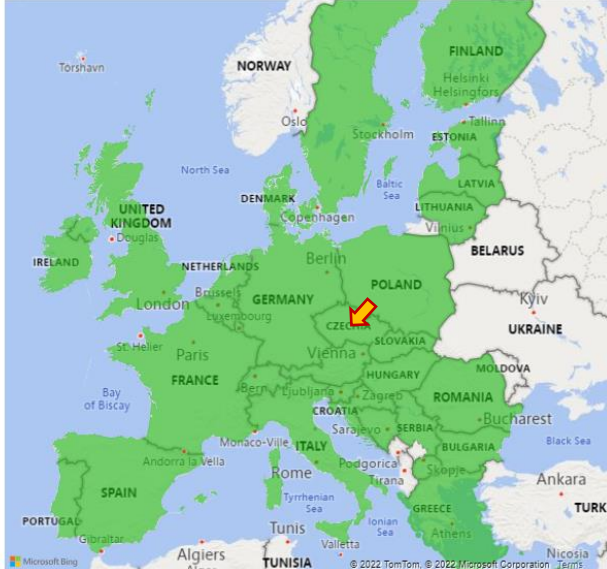 FINLAND
Tórshavn
NORWAY
Helsinki
Helsingfors
Oslo
Tallinn
Stockholm
ESTONIA
North Sea
Baltic
Sea
LATVIA
DENMARK
LITHUANIA
UNITED
KINGDOM
Copenhagen
Vilnius
Douglas
BELARUS
IRELAND
NETHERLANDS
Berlin
POLAND
London
Brussels
GERMANY
Kyiv
Luxembourg
UKRAINE
St. Helier
Paris
Vienna
SLOVAKIA
HUNGARY
MOLDOVA
FRANCE
Bern
Ljubljana
Zagreb
ROMANIA
Bay
of Biscay
CROATIA
Bucharest
Monaco-Ville
ITALY
Sarajevo
SERBIA
Black Sea
BULGARIA
Andorra la Vella
Rome
Podgorica
Skopje
Tirana
Ankara
SPAIN
Tyrrhenian
Sea
GREECE
TURK
PORTUGAL
Ionian
Sea
Athens
Gibraltar
Tunis
Valletta
Nicosia
Microsoft Bing
Algiers
TUNISIA
© 2022 TomTom, © 2022 Microsoft Corporation Terms